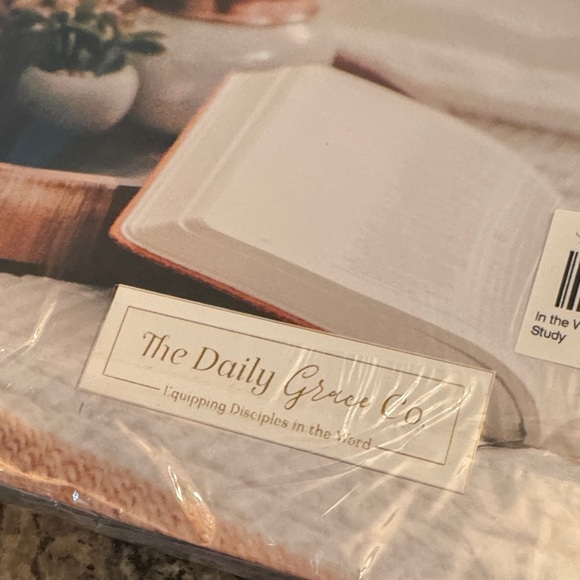 The Daily Grace Co.
Equipping Disciples in the Word
In the
Study